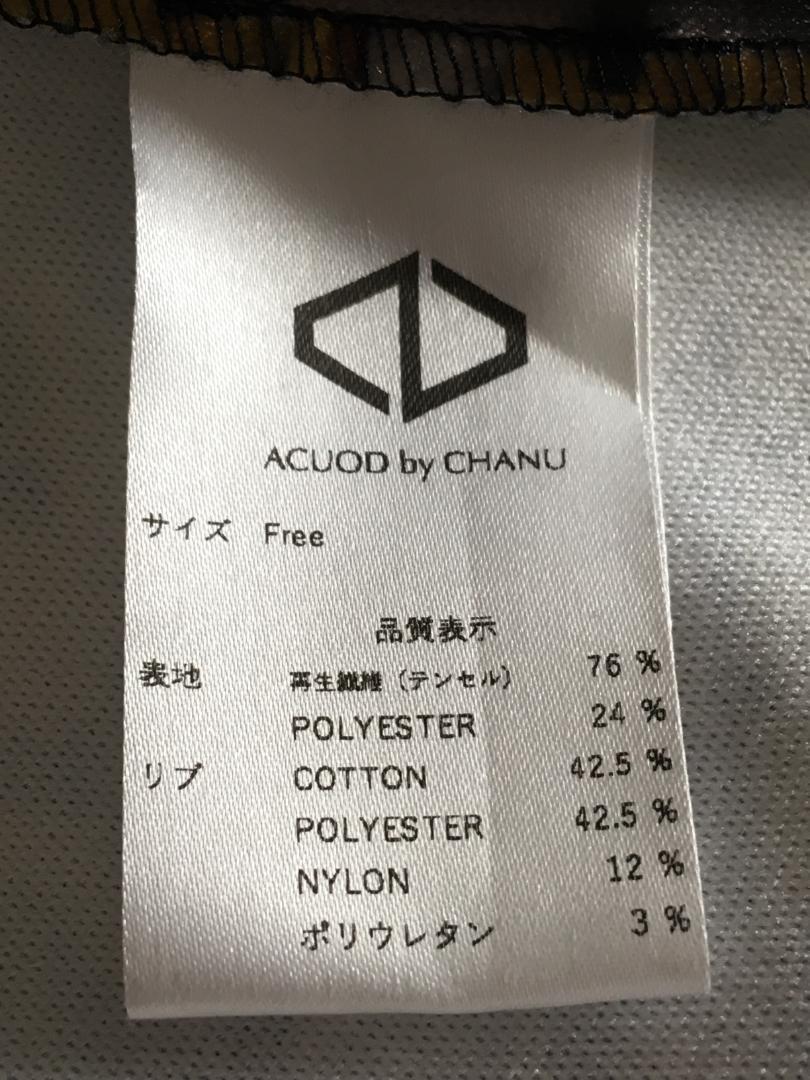 ACUOD by CHANU
サイズ Free
品質表示
表地 再生繊維（テンセル） 76 %
POLYESTER 24 %
リブ COTTON 42.5 %
POLYESTER 42.5 %
NYLON 12 %
ポリウレタン 3 %